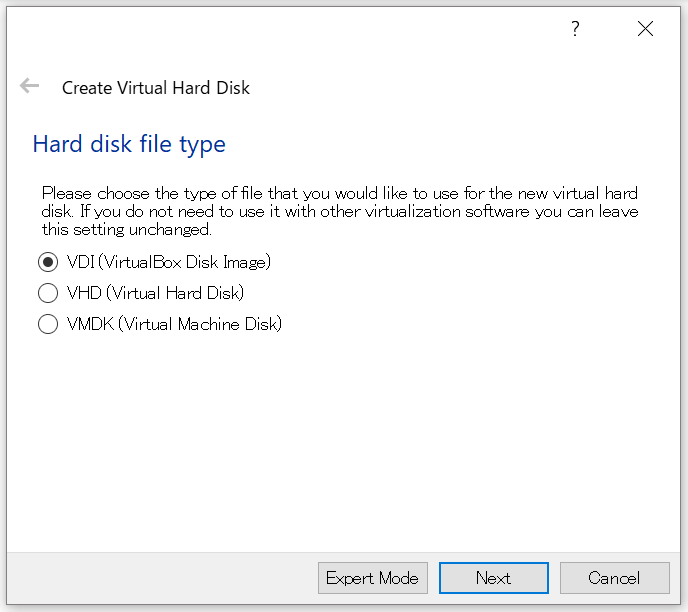 ?
Create Virtual Hard Disk
Hard disk file type
Please choose the type of file that you would like to use for the new virtual hard
disk. If you do not need to use it with other virtualization software you can leave
this setting unchanged.
VDI (VirtualBox Disk Image)
VHD (Virtual Hard Disk)
VMDK (Virtual Machine Disk)
Expert Mode
Next
Cancel